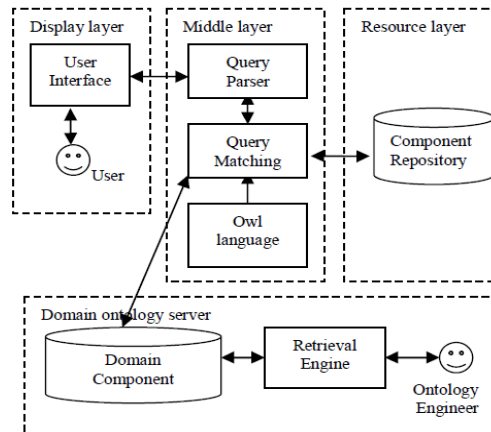 Display layer
User
Interface
User
Middle layer
Query
Parser
Query
Matching
Owl
language
Resource layer
Component
Repository
Domain ontology server
Domain
Component
Retrieval
Engine
Ontology
Engineer